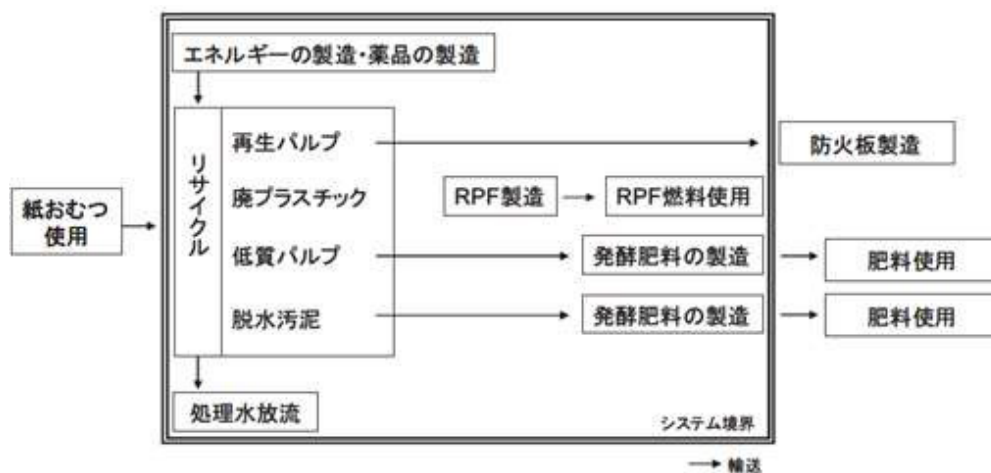 エネルギーの製造・薬品の製造
リサイクル
再生パルプ
防火板製造
廃プラスチック
RPF製造
RPF燃料使用
紙おむつ
使用
低質パルプ
発酵肥料の製造
肥料使用
脱水汚泥
発酵肥料の製造
肥料使用
処理水放流
システム境界
輸送